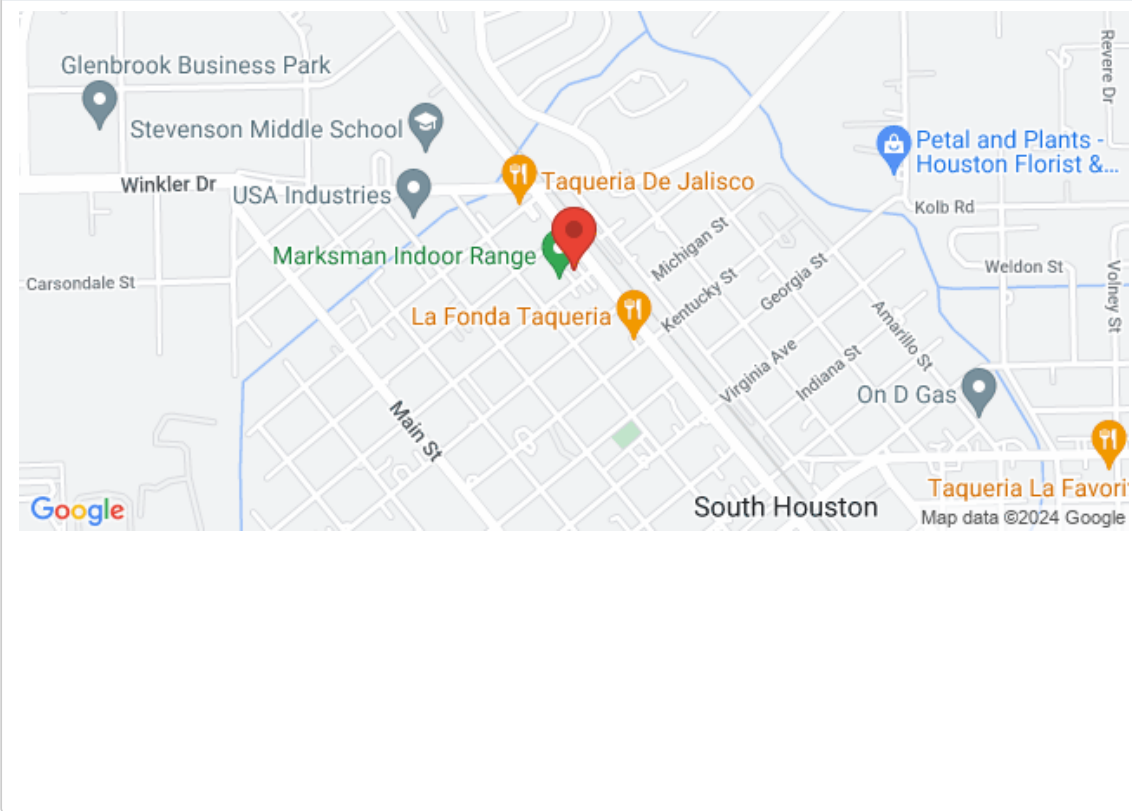 Glenbrook Business Park
Revere Dr
Stevenson Middle School
Petal and Plants -
Houston Florist &...
Winkler Dr
USA Industries
Taqueria De Jalisco
Kolb Rd
Michigan St
Marksman Indoor Range
Carsondale St
Kentucky St
Georgia St
Weldon St
Volney St
La Fonda Taqueria
Amarillo St
Virginia Ave
Indiana St
On D Gas
Main St
Taqueria La Favori
South Houston
Google
Map data ©2024 Google